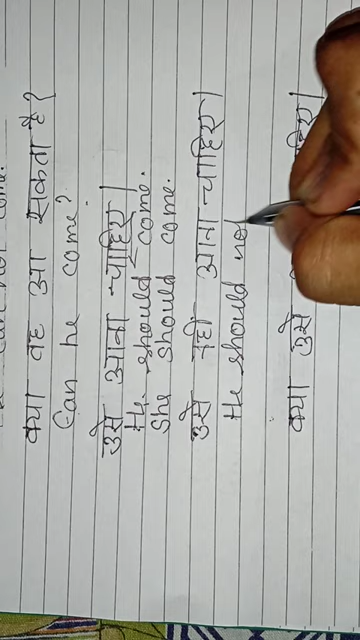 क्या वह आ सकता है?
Can he come?
उसे आना चाहिए।
He should come.
She should come.
उसे नहीं आना चाहिए।
He should not
क्या उसे